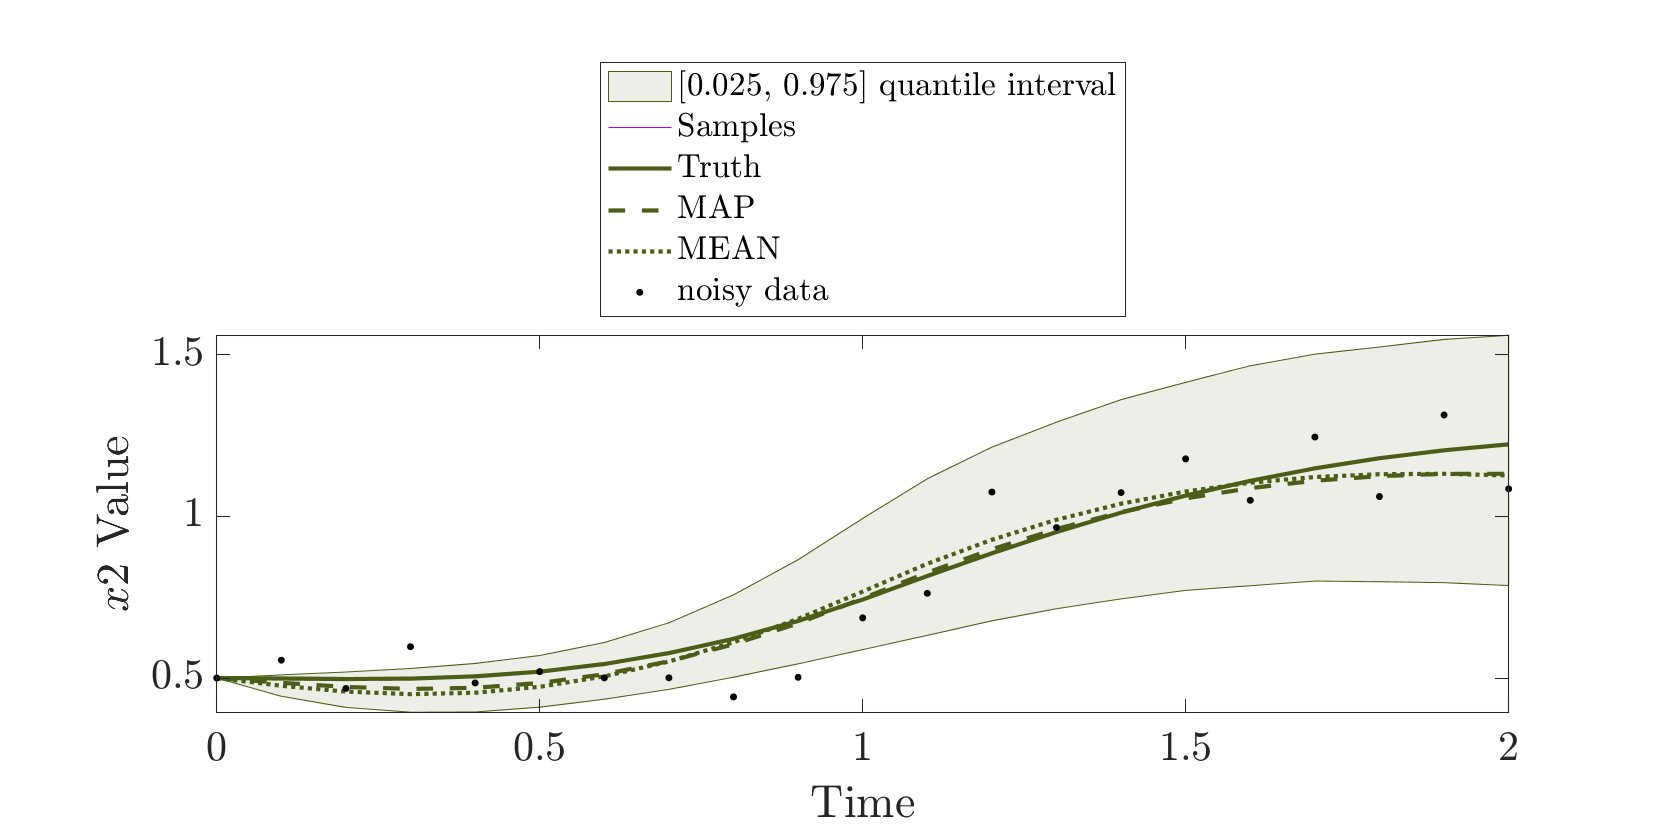 [0.025, 0.975] quantile interval
Samples
Truth
MAP
MEAN
noisy data
1.5
1
0.5
x2 Value
0 0.5 1 1.5 2
Time